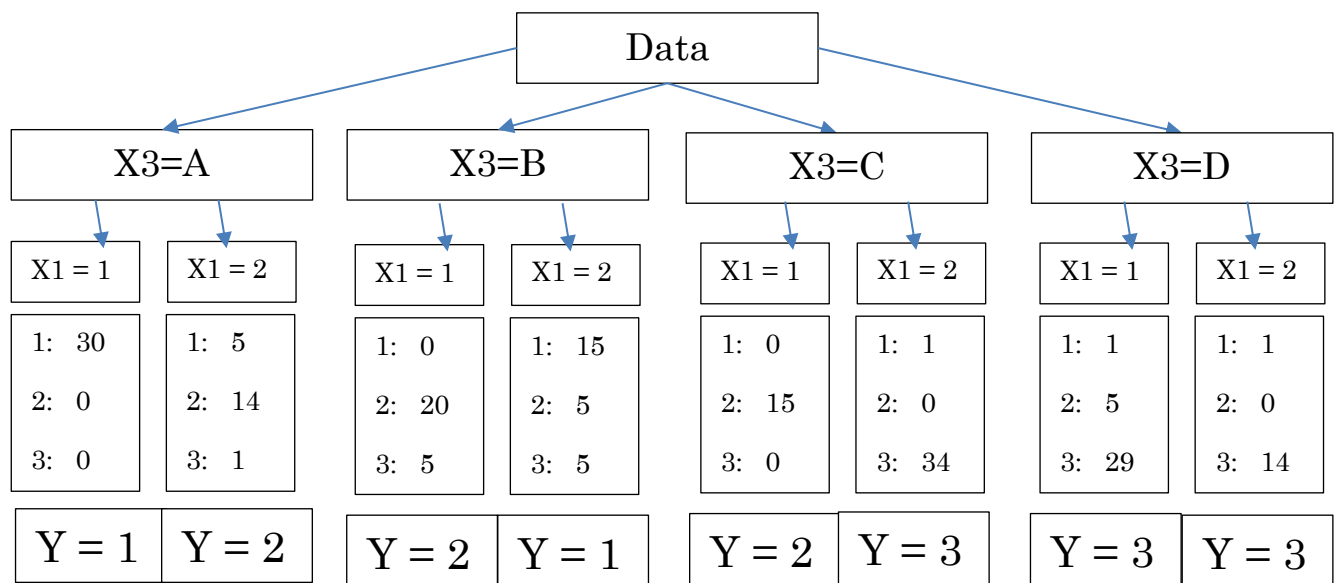 Data
X3=A X3=B X3=C X3=D
X1 = 1 X1 = 2 X1 = 1 X1 = 2 X1 = 1 X1 = 2 X1 = 1 X1 = 2
1: 30 1: 5 1: 0 1: 15 1: 0 1: 1 1: 1 1: 1
2: 0 2: 14 2: 20 2: 5 2: 15 2: 0 2: 5 2: 0
3: 0 3: 1 3: 5 3: 5 3: 0 3: 34 3: 29 3: 14
Y = 1 Y = 2 Y = 2 Y = 1 Y = 2 Y = 3 Y = 3 Y = 3